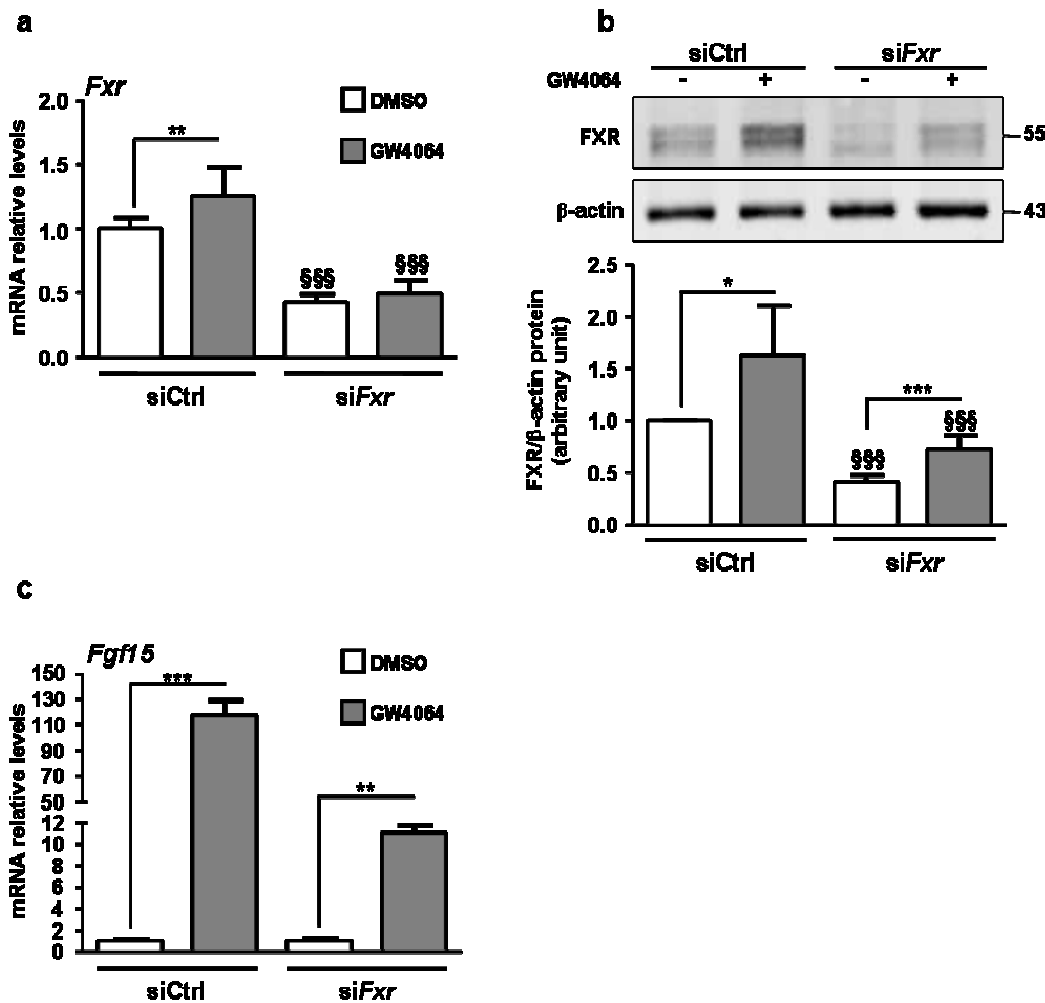 a
Fxr
2.0
1.5
1.0
0.5
0.0
mRNA relative levels
DMSO
GW4064
**
§§§ §§§
siCtrl siFxr
b
siCtrl siFxr
GW4064 - + - +
FXR 55
β-actin 43
2.5
2.0
1.5
1.0
0.5
0.0
FXR/β-actin protein
(arbitrary unit)
*
***
§§§
§§§
siCtrl siFxr
c
Fgf15
150
130
110
90
70
50
12
10
8
6
4
2
0
mRNA relative levels
DMSO
GW4064
***
**
siCtrl siFxr